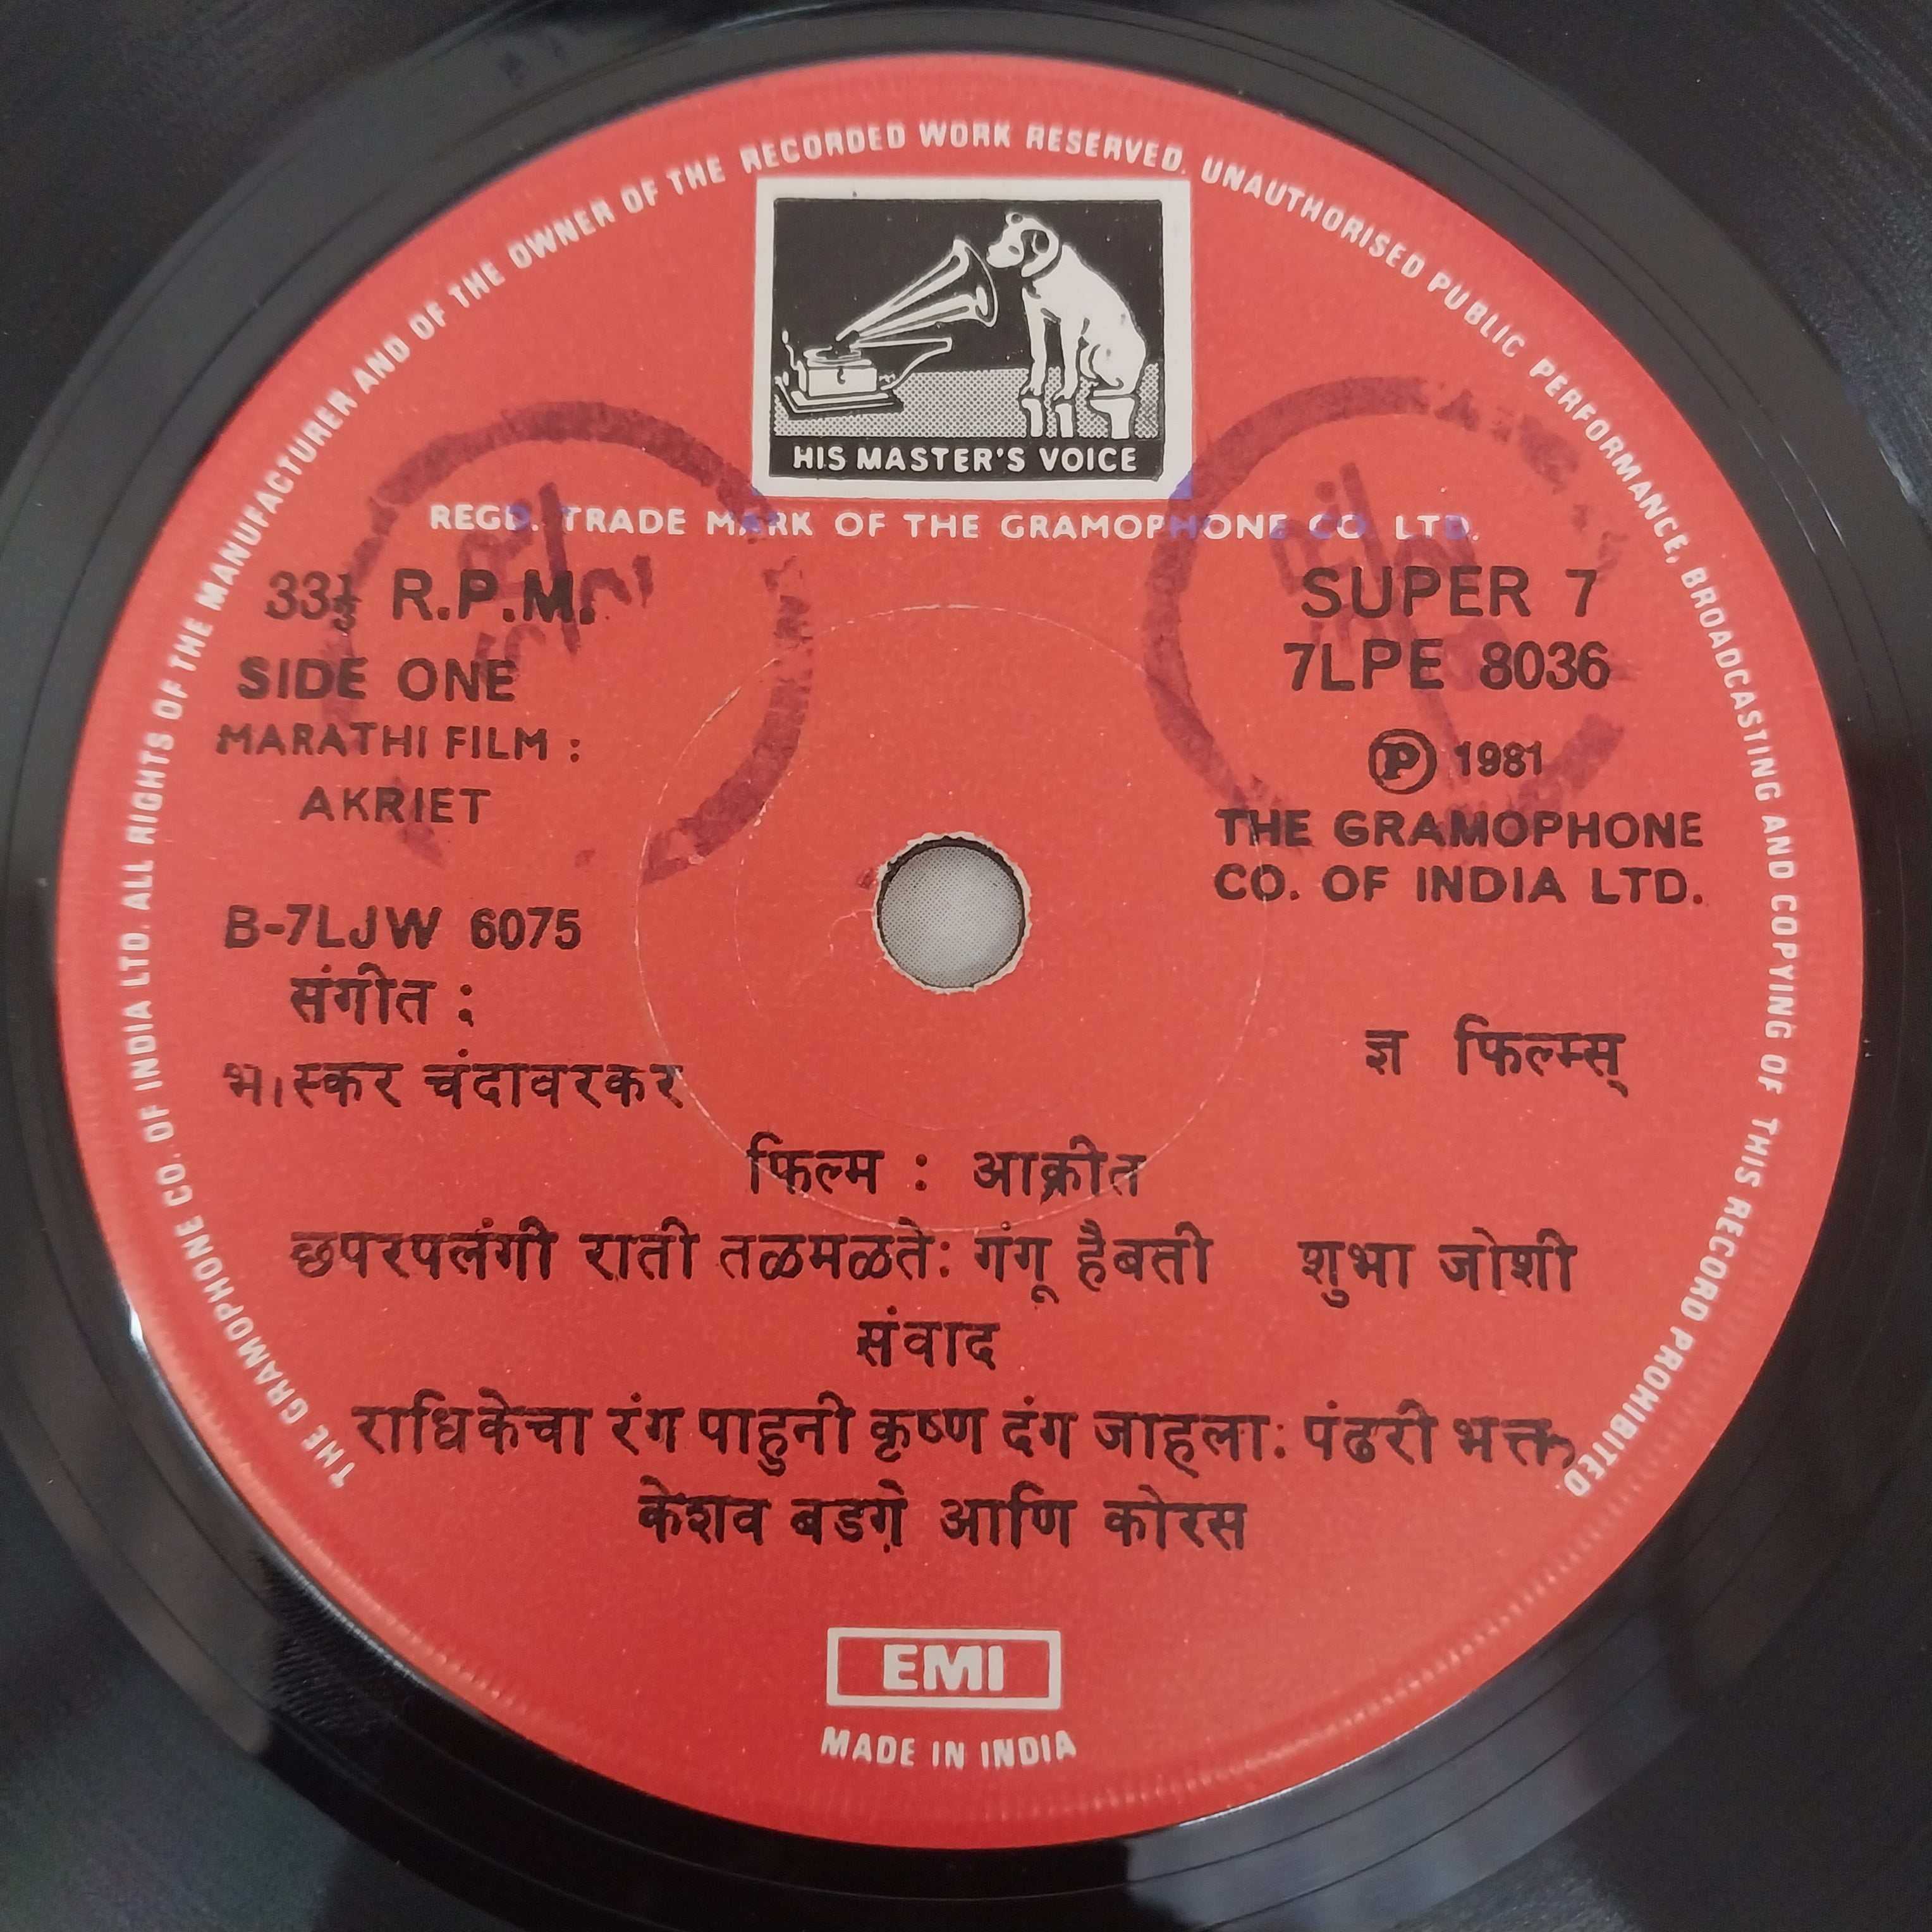 THE GRAMOPHONE CO. OF INDIA LTD. ALL RIGHTS OF THE MANUFACTURER AND OF THE OWNER OF THE RECORDED WORK RESERVED. UNAUTHORISED PUBLIC PERFORMANCE, BROADCASTING AND COPYING OF THIS RECORD PROHIBITED
HIS MASTER'S VOICE
REGD. TRADE MARK OF THE GRAMOPHONE CO. LTD.
33⅓ R.P.M.
SIDE ONE
MARATHI FILM :
AKRIET
B-7LJW 6075
संगीत :
भास्कर चंदावरकर
SUPER 7
7LPE 8036
Ⓟ 1981
THE GRAMOPHONE
CO. OF INDIA LTD.
ज्ञ फिल्म्स्
फिल्म : आक्रीत
छपरपलंगी राती तळमळते: गंगू हैबती शुभा जोशी
संवाद
राधिकेचा रंग पाहुनी कृष्ण दंग जाहला: पंढरी भक्त,
केशव बडगे आणि कोरस
EMI
MADE IN INDIA